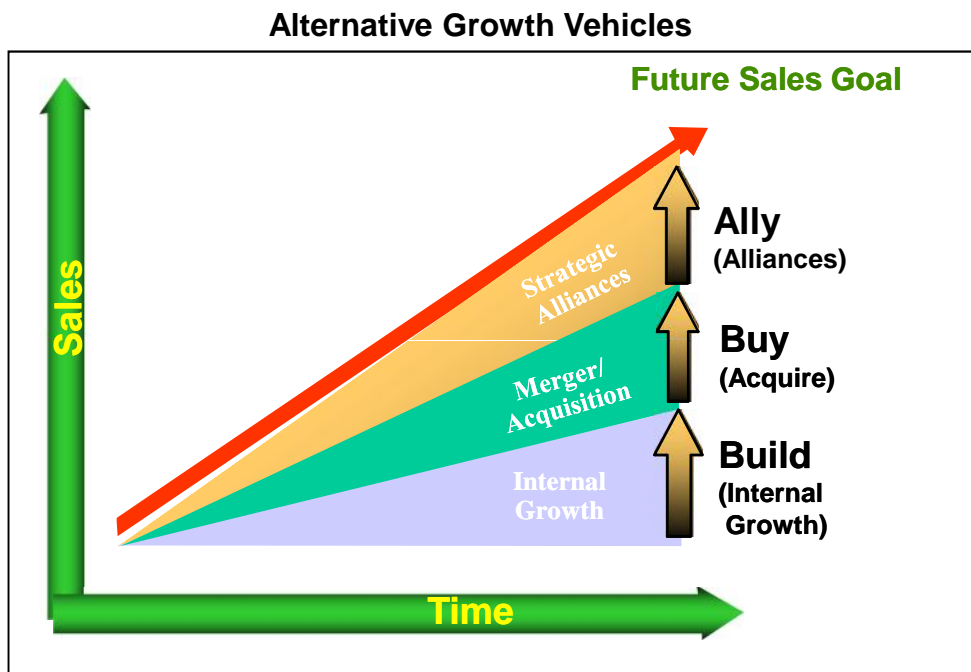 Alternative Growth Vehicles
Future Sales Goal
Sales
Strategic
Alliances
Ally
(Alliances)
Merger/
Acquisition
Buy
(Acquire)
Internal
Growth
Build
(Internal
Growth)
Time